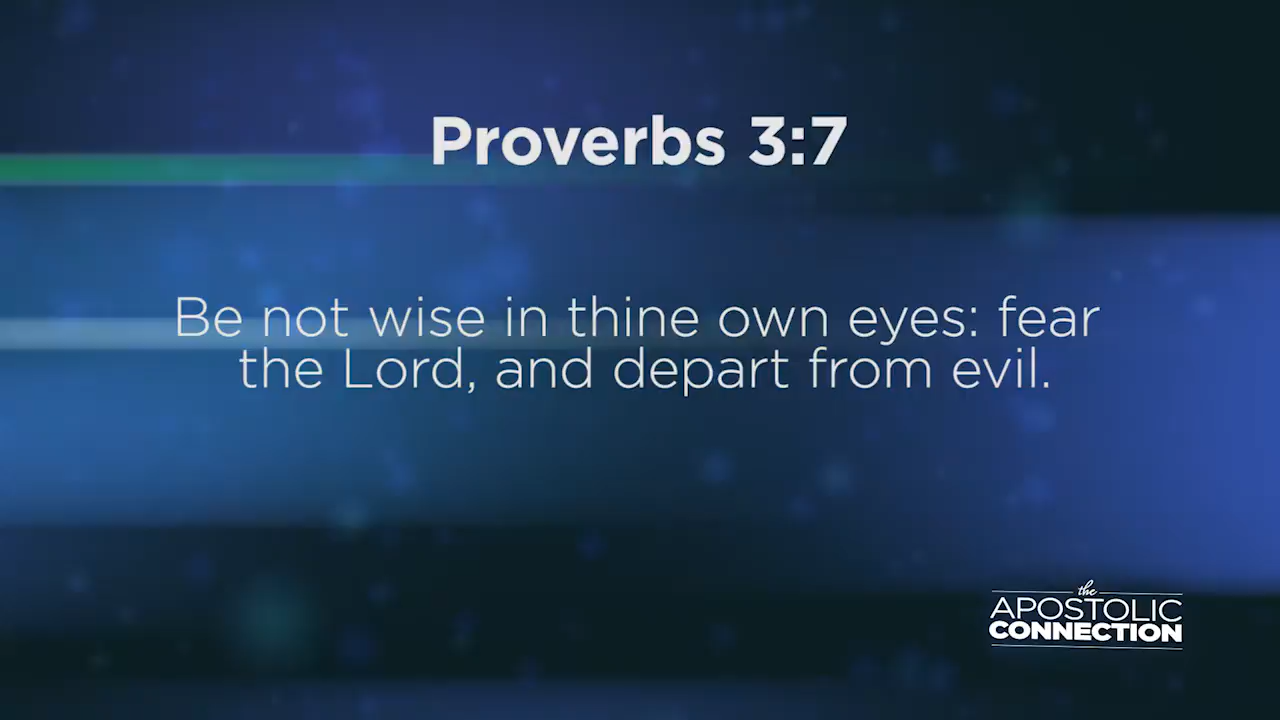 Proverbs 3:7
Be not wise in thine own eyes: fear
the Lord, and depart from evil.
the
APOSTOLIC
CONNECTION